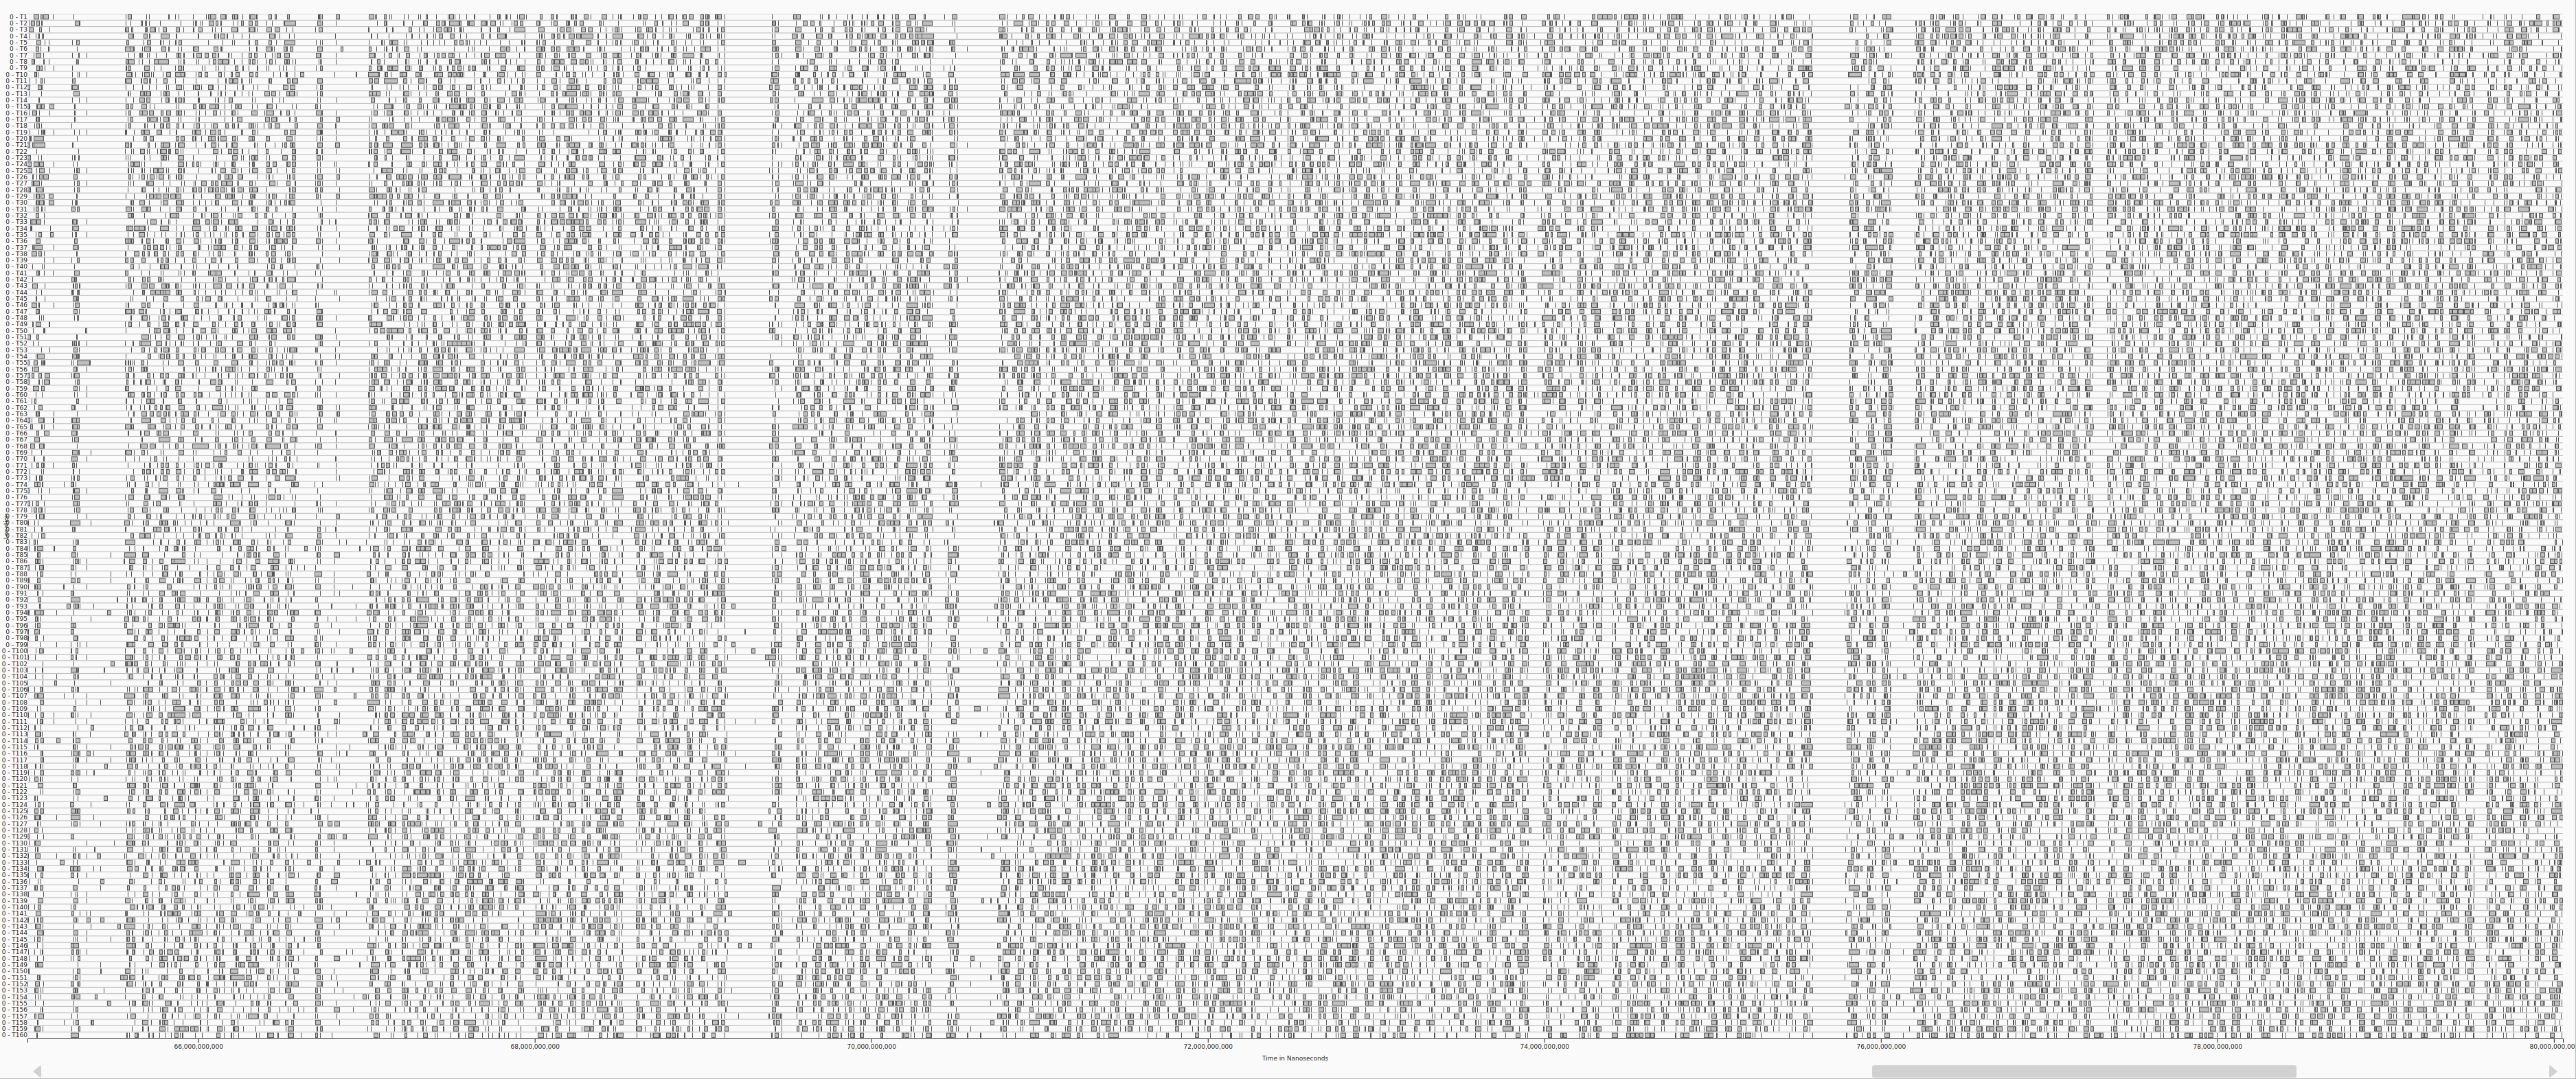 0 - T1
0 - T2
0 - T3
0 - T4
0 - T5
0 - T6
0 - T7
0 - T8
0 - T9
0 - T10
0 - T11
0 - T12
0 - T13
0 - T14
0 - T15
0 - T16
0 - T17
0 - T18
0 - T19
0 - T20
0 - T21
0 - T22
0 - T23
0 - T24
0 - T25
0 - T26
0 - T27
0 - T28
0 - T29
0 - T30
0 - T31
0 - T32
0 - T33
0 - T34
0 - T35
0 - T36
0 - T37
0 - T38
0 - T39
0 - T40
0 - T41
0 - T42
0 - T43
0 - T44
0 - T45
0 - T46
0 - T47
0 - T48
0 - T49
0 - T50
0 - T51
0 - T52
0 - T53
0 - T54
0 - T55
0 - T56
0 - T57
0 - T58
0 - T59
0 - T60
0 - T61
0 - T62
0 - T63
0 - T64
0 - T65
0 - T66
0 - T67
0 - T68
0 - T69
0 - T70
0 - T71
0 - T72
0 - T73
0 - T74
0 - T75
0 - T76
0 - T77
0 - T78
0 - T79
0 - T80
0 - T81
0 - T82
0 - T83
0 - T84
0 - T85
0 - T86
0 - T87
0 - T88
0 - T89
0 - T90
0 - T91
0 - T92
0 - T93
0 - T94
0 - T95
0 - T96
0 - T97
0 - T98
0 - T99
0 - T100
0 - T101
0 - T102
0 - T103
0 - T104
0 - T105
0 - T106
0 - T107
0 - T108
0 - T109
0 - T110
0 - T111
0 - T112
0 - T113
0 - T114
0 - T115
0 - T116
0 - T117
0 - T118
0 - T119
0 - T120
0 - T121
0 - T122
0 - T123
0 - T124
0 - T125
0 - T126
0 - T127
0 - T128
0 - T129
0 - T130
0 - T131
0 - T132
0 - T133
0 - T134
0 - T135
0 - T136
0 - T137
0 - T138
0 - T139
0 - T140
0 - T141
0 - T142
0 - T143
0 - T144
0 - T145
0 - T146
0 - T147
0 - T148
0 - T149
0 - T150
0 - T151
0 - T152
0 - T153
0 - T154
0 - T155
0 - T156
0 - T157
0 - T158
0 - T159
0 - T160
66,000,000,000 68,000,000,000 70,000,000,000 72,000,000,000 74,000,000,000 76,000,000,000 78,000,000,000 80,000,000,00
Time in Nanoseconds